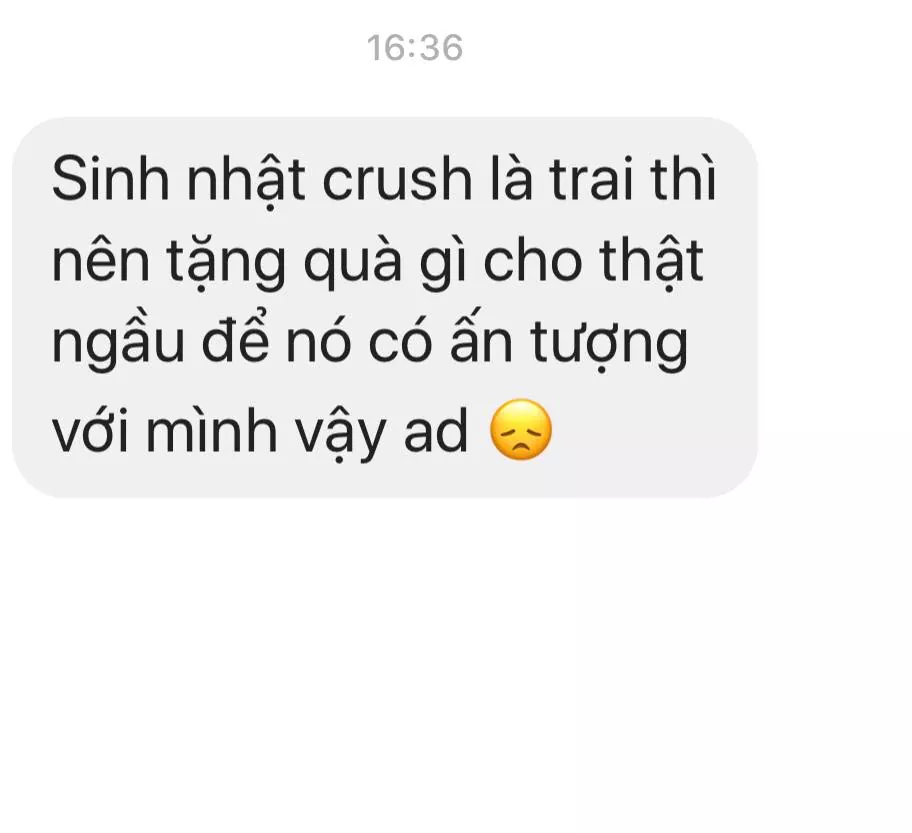 16:36
Sinh nhật crush là trai thì
nên tặng quà gì cho thật
ngầu để nó có ấn tượng
với mình vậy ad 😞